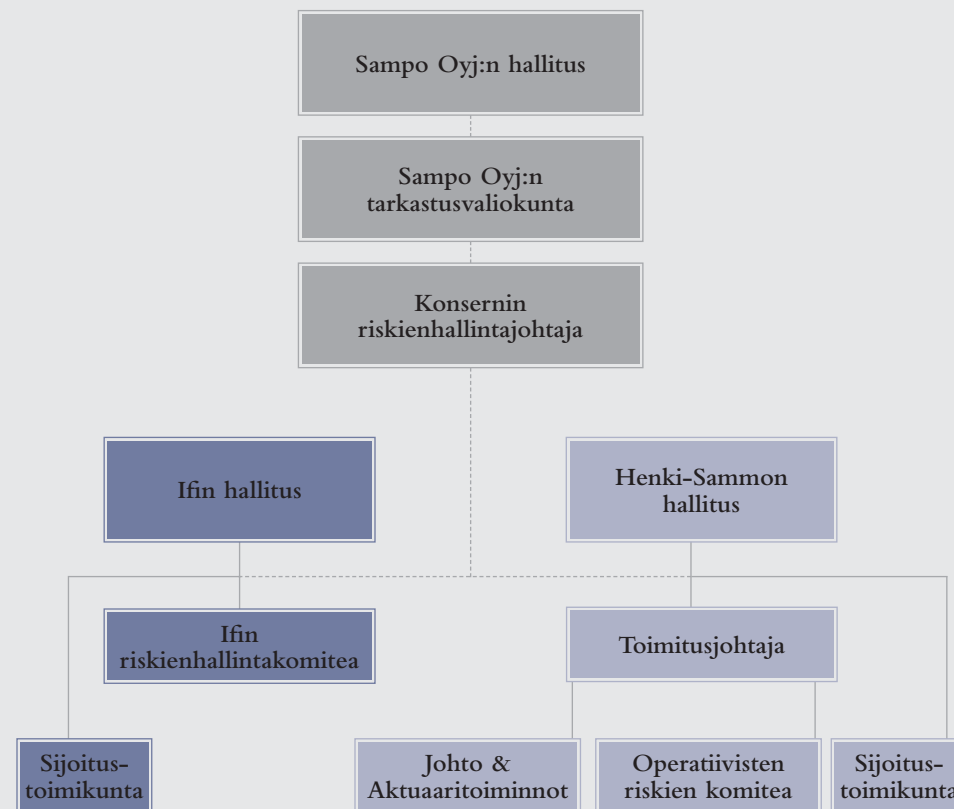 Sampo Oyj:n hallitus
Sampo Oyj:n
tarkastusvaliokunta
Konsernin
riskienhallintajohtaja
Ifin hallitus
Henki-Sammon
hallitus
Ifin
riskienhallintakomitea
Toimitusjohtaja
Sijoitus-
toimikunta
Johto &
Aktuaaritoiminnot
Operatiivisten
riskien komitea
Sijoitus-
toimikunta